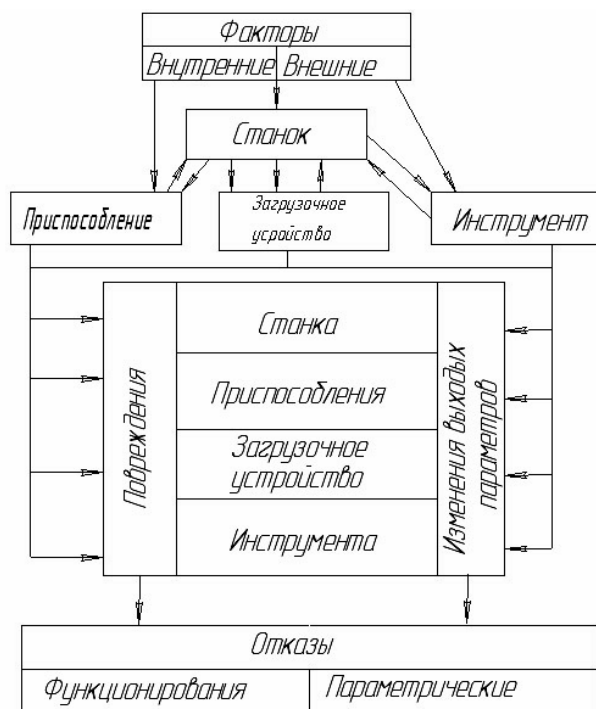 Факторы
Внутренние Внешние
Станок
Приспособление
Загрузочное
усройство
Инструмент
Повреждения
Станка
Приспособления
Загрузочное
устройство
Инструмента
Изменения выходых
параметров
Отказы
Функционирования
Параметрические